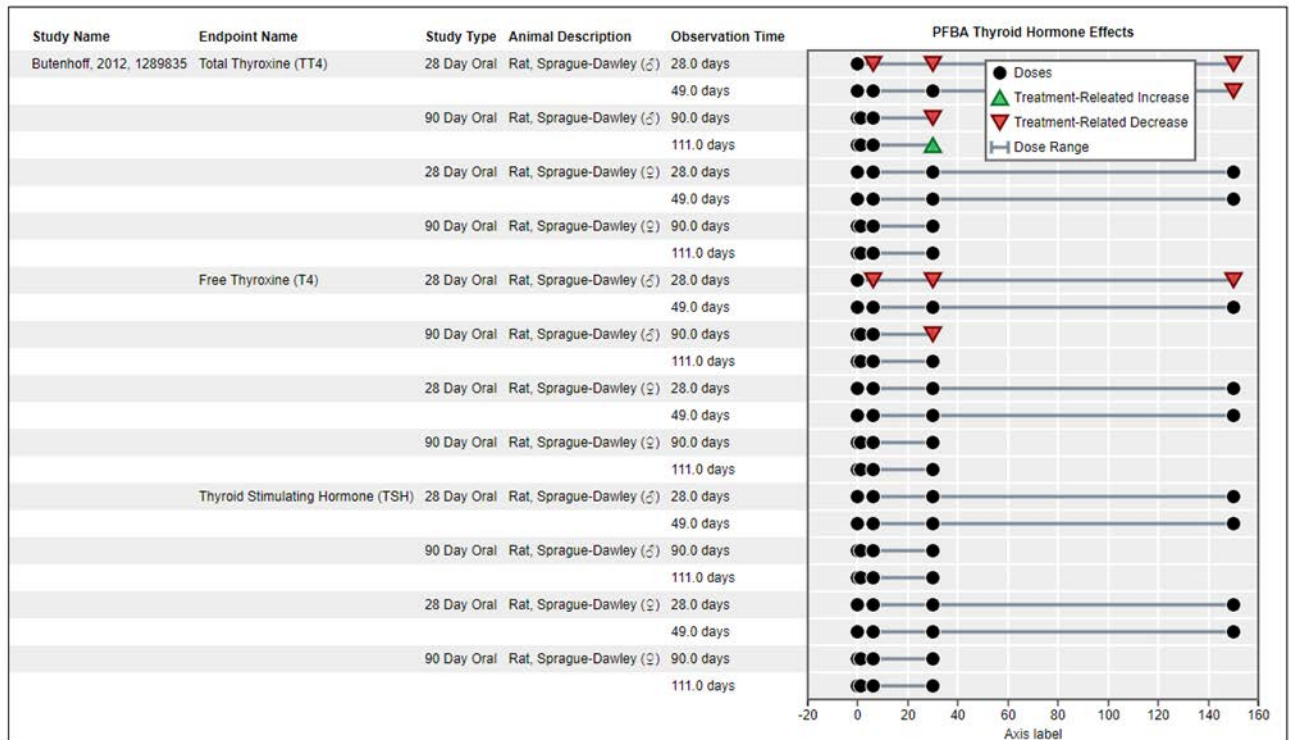 PFBA Thyroid Hormone Effects
Study Name Endpoint Name Study Type Animal Description Observation Time
Butenhoff, 2012, 1289835 Total Thyroxine (TT4) 28 Day Oral Rat, Sprague-Dawley (♂) 28.0 days
49.0 days
90 Day Oral Rat, Sprague-Dawley (♂) 90.0 days
111.0 days
28 Day Oral Rat, Sprague-Dawley (♀) 28.0 days
49.0 days
90 Day Oral Rat, Sprague-Dawley (♀) 90.0 days
111.0 days
Free Thyroxine (T4) 28 Day Oral Rat, Sprague-Dawley (♂) 28.0 days
49.0 days
90 Day Oral Rat, Sprague-Dawley (♂) 90.0 days
111.0 days
28 Day Oral Rat, Sprague-Dawley (♀) 28.0 days
49.0 days
90 Day Oral Rat, Sprague-Dawley (♀) 90.0 days
111.0 days
Thyroid Stimulating Hormone (TSH) 28 Day Oral Rat, Sprague-Dawley (♂) 28.0 days
49.0 days
90 Day Oral Rat, Sprague-Dawley (♂) 90.0 days
111.0 days
28 Day Oral Rat, Sprague-Dawley (♀) 28.0 days
49.0 days
90 Day Oral Rat, Sprague-Dawley (♀) 90.0 days
111.0 days
Doses
Treatment-Releated Increase
Treatment-Related Decrease
Dose Range
-20 0 20 40 60 80 100 120 140 160
Axis label